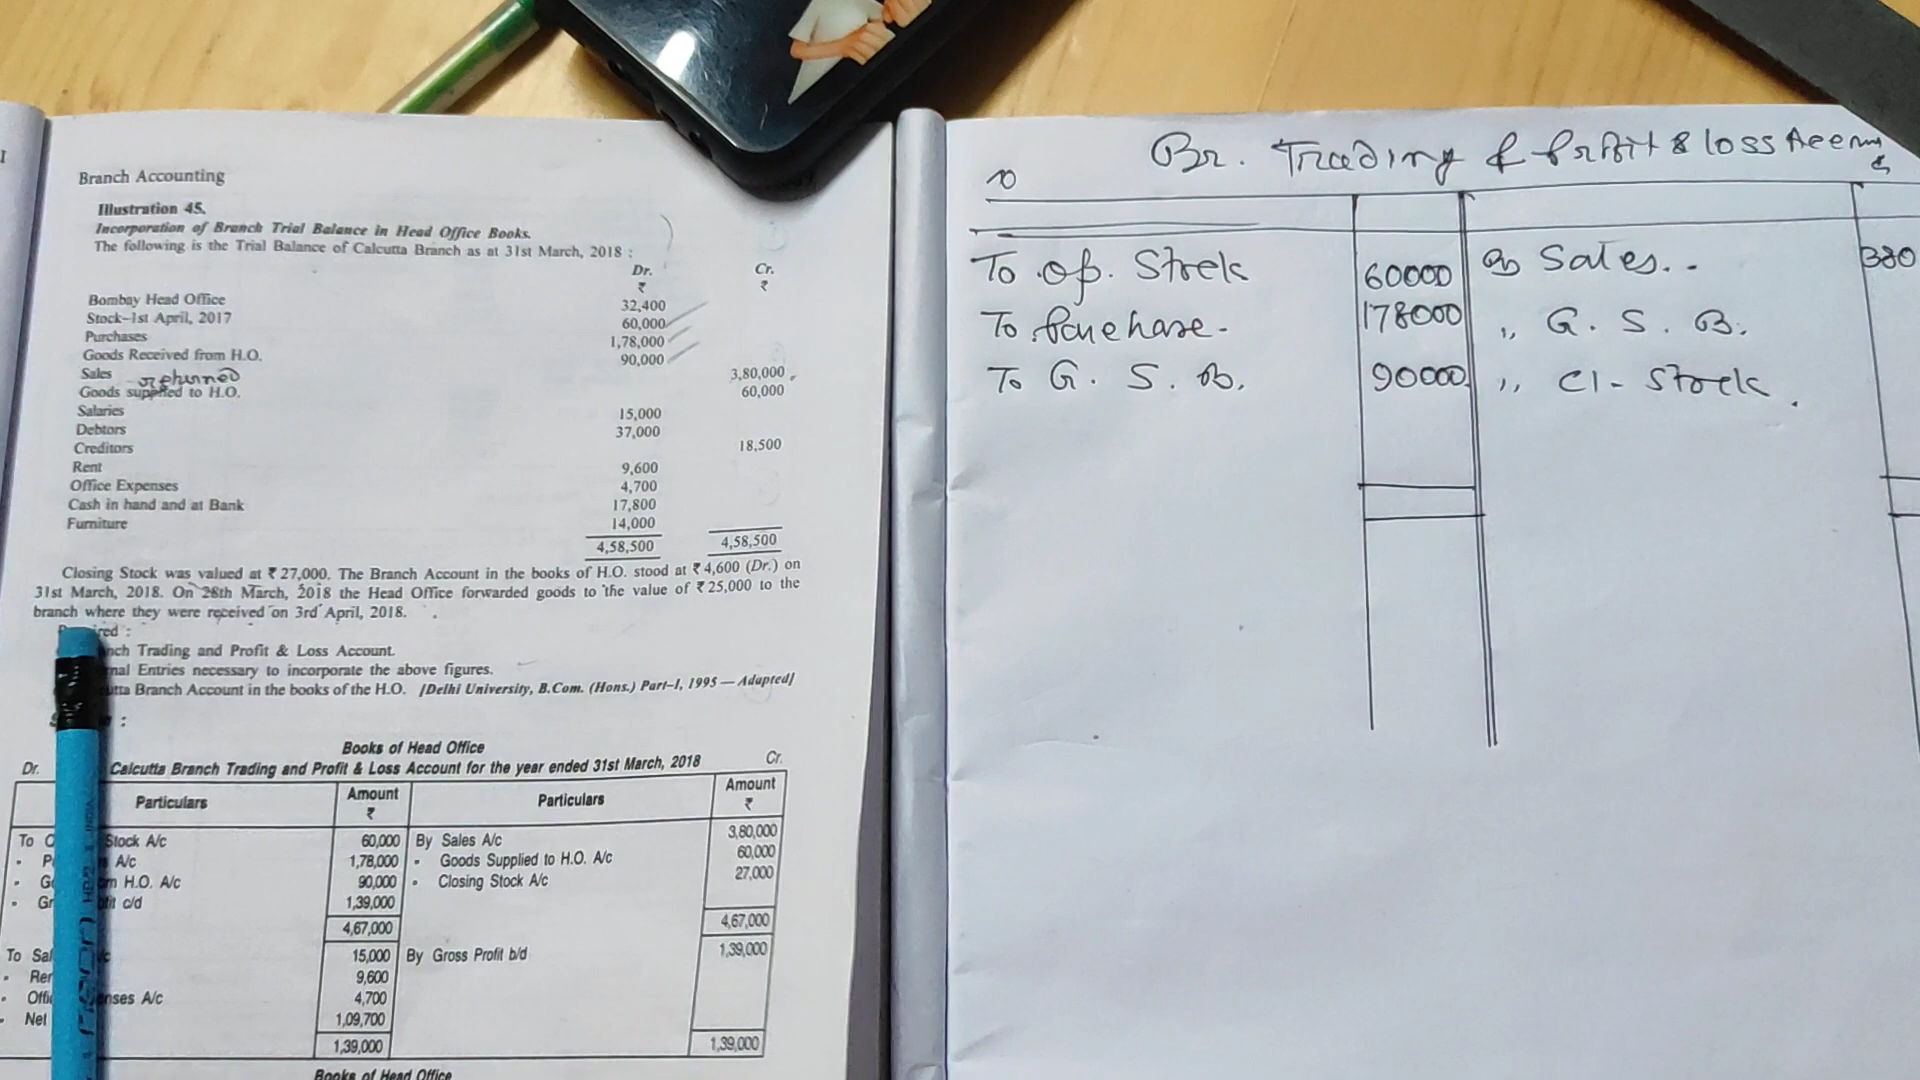 Branch Accounting
Illustration 45.
Incorporation of Branch Trial Balance in Head Office Books.
The following is the Trial Balance of Calcutta Branch as at 31st March, 2018 :
Dr. Cr.
₹ ₹
Bombay Head Office 32,400
Stock–1st April, 2017 60,000
Purchases 1,78,000
Goods Received from H.O. 90,000
Sales 3,80,000
returned
Goods supplied to H.O. 60,000
Salaries 15,000
Debtors 37,000
Creditors 18,500
Rent 9,600
Office Expenses 4,700
Cash in hand and at Bank 17,800
Furniture 14,000
4,58,500 4,58,500
Closing Stock was valued at ₹ 27,000. The Branch Account in the books of H.O. stood at ₹ 4,600 (Dr.) on
31st March, 2018. On 28th March, 2018 the Head Office forwarded goods to the value of ₹ 25,000 to the
branch where they were received on 3rd April, 2018.
red :
nch Trading and Profit & Loss Account.
nal Entries necessary to incorporate the above figures.
utta Branch Account in the books of the H.O. [Delhi University, B.Com. (Hons.) Part–I, 1995 — Adapted]
:
Books of Head Office
Dr. Calcutta Branch Trading and Profit & Loss Account for the year ended 31st March, 2018 Cr.
Particulars Amount ₹ Particulars Amount ₹
To O Stock A/c 60,000 By Sales A/c 3,80,000
" P s A/c 1,78,000 " Goods Supplied to H.O. A/c 60,000
" G om H.O. A/c 90,000 " Closing Stock A/c 27,000
" Gr fit c/d 1,39,000
4,67,000 4,67,000
To Sal c 15,000 By Gross Profit b/d 1,39,000
" Ren 9,600
" Offi enses A/c 4,700
" Net 1,09,700
1,39,000 1,39,000
Books of Head Office
Br. Trading & Profit & loss Accou
To op. Stock 60000 By Sales.. 380
To Purchase. 178000 ,, G. S. B.
To G. S. B. 90000 ,, Cl- Stock.